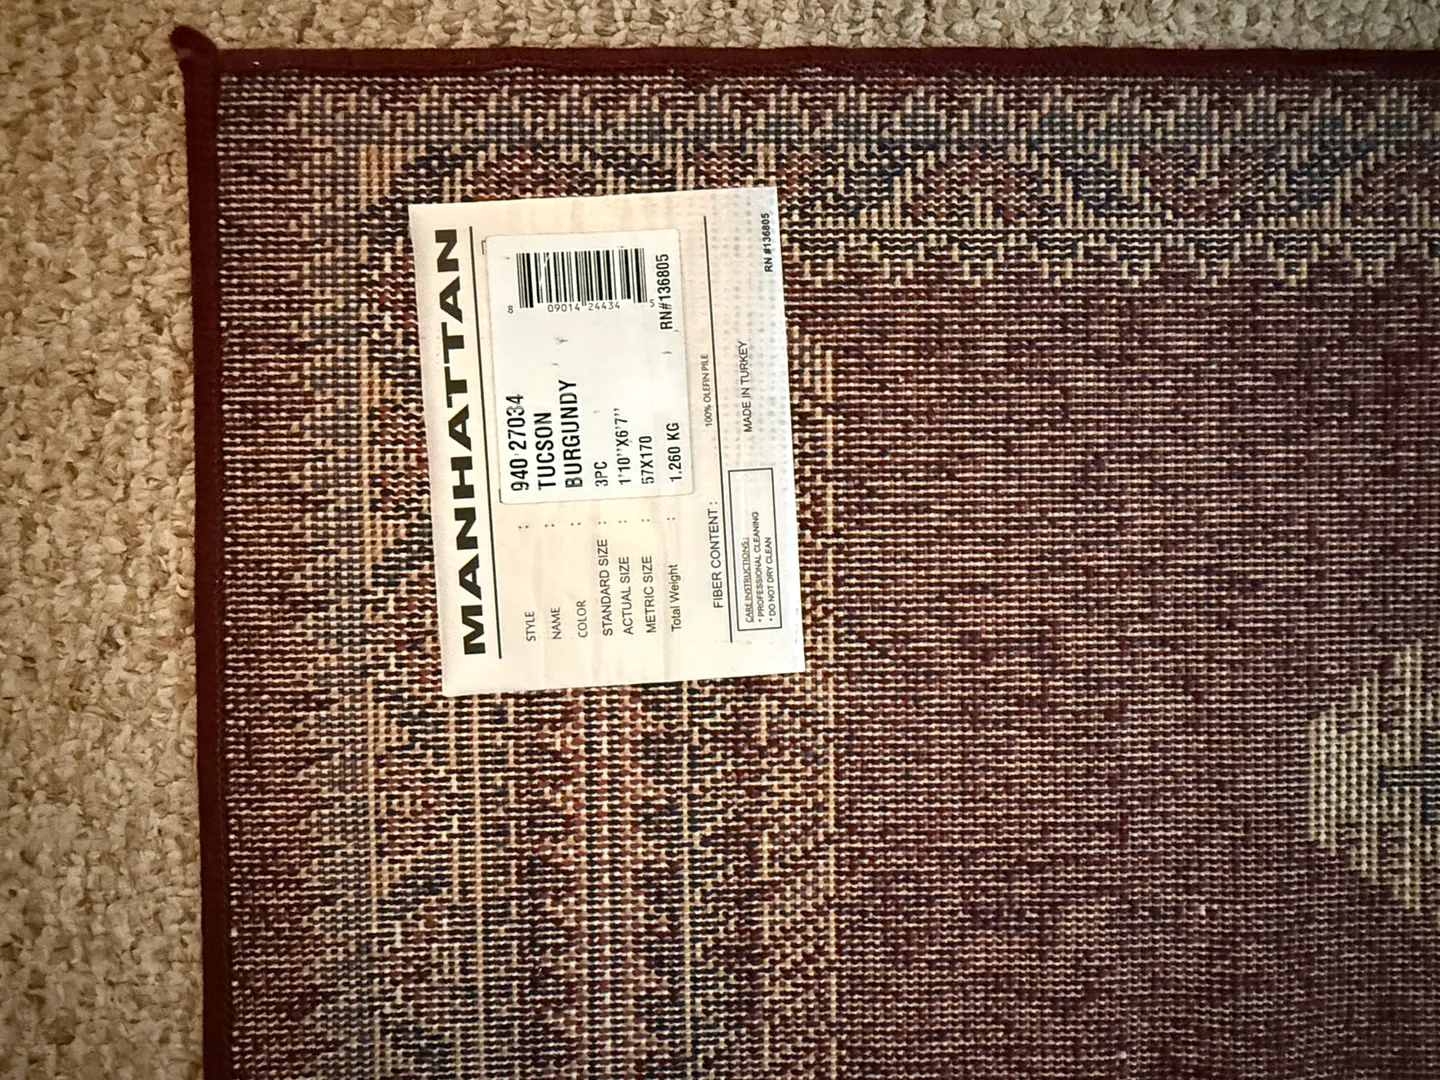 MANHATTAN
8 09014 24434 5
RN#136805
STYLE : 940 27034
NAME : TUCSON
COLOR : BURGUNDY
STANDARD SIZE : 3PC
ACTUAL SIZE : 1'10''X6'7''
METRIC SIZE : 57X170
Total Weight : 1.260 KG
FIBER CONTENT : 100% OLEFIN PILE
CARE INSTRUCTIONS:
* PROFESSIONAL CLEANING
* DO NOT DRY CLEAN
MADE IN TURKEY
RN #136805